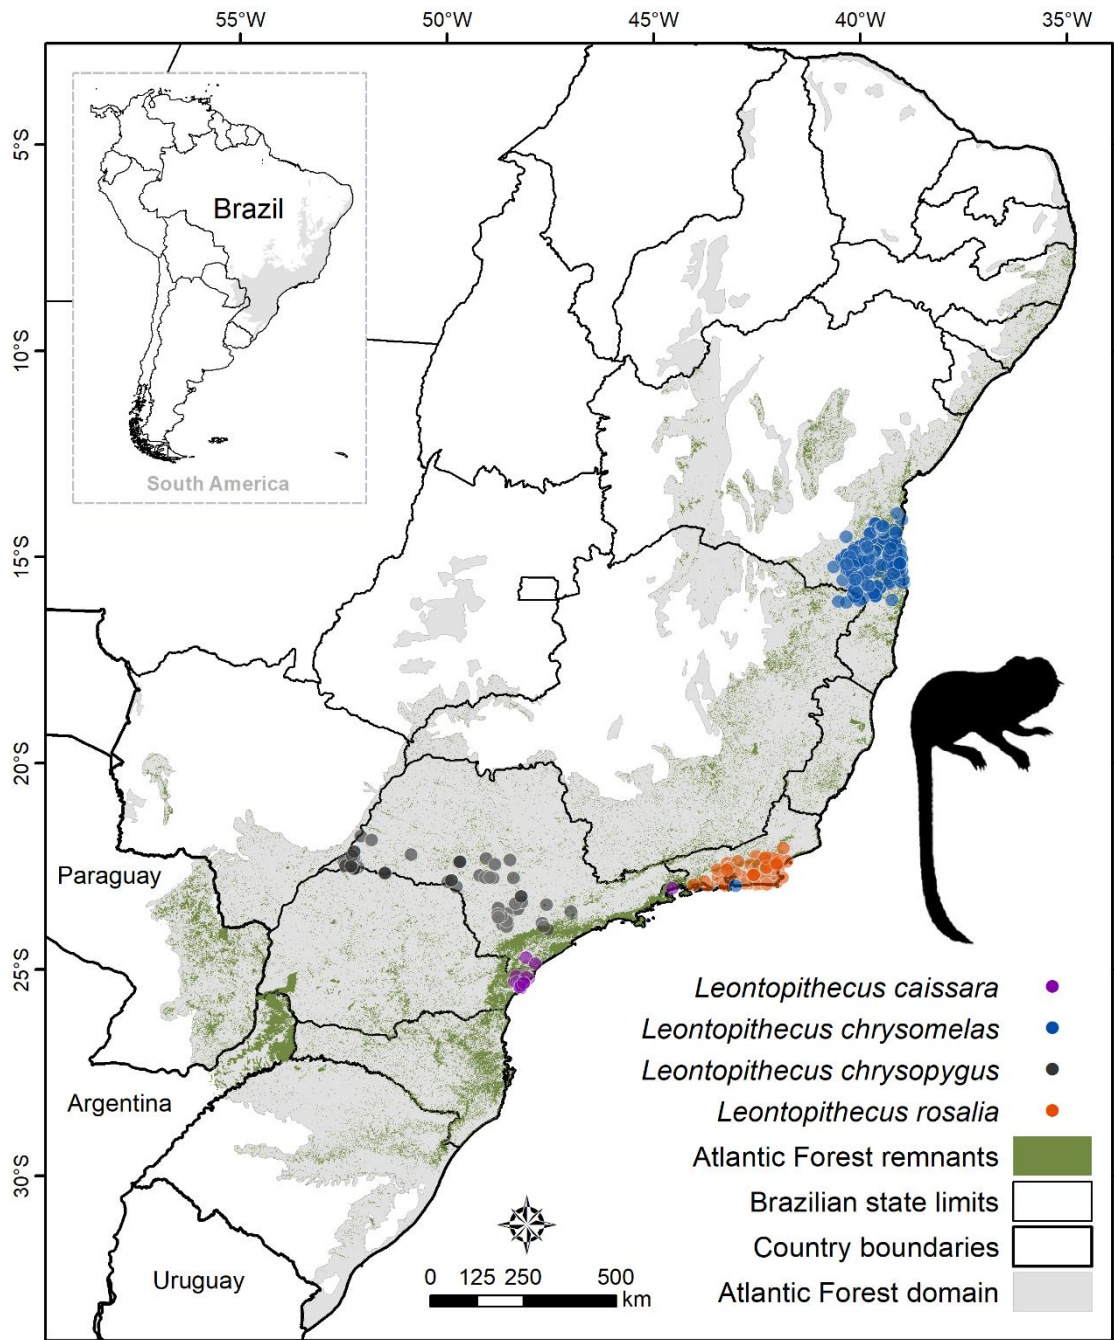 55°W 50°W 45°W 40°W 35°W
5°S
10°S
15°S
20°S
25°S
30°S
Brazil
South America
Paraguay
Argentina
Uruguay
Leontopithecus caissara
Leontopithecus chrysomelas
Leontopithecus chrysopygus
Leontopithecus rosalia
Atlantic Forest remnants
Brazilian state limits
Country boundaries
Atlantic Forest domain
0 125 250 500
km